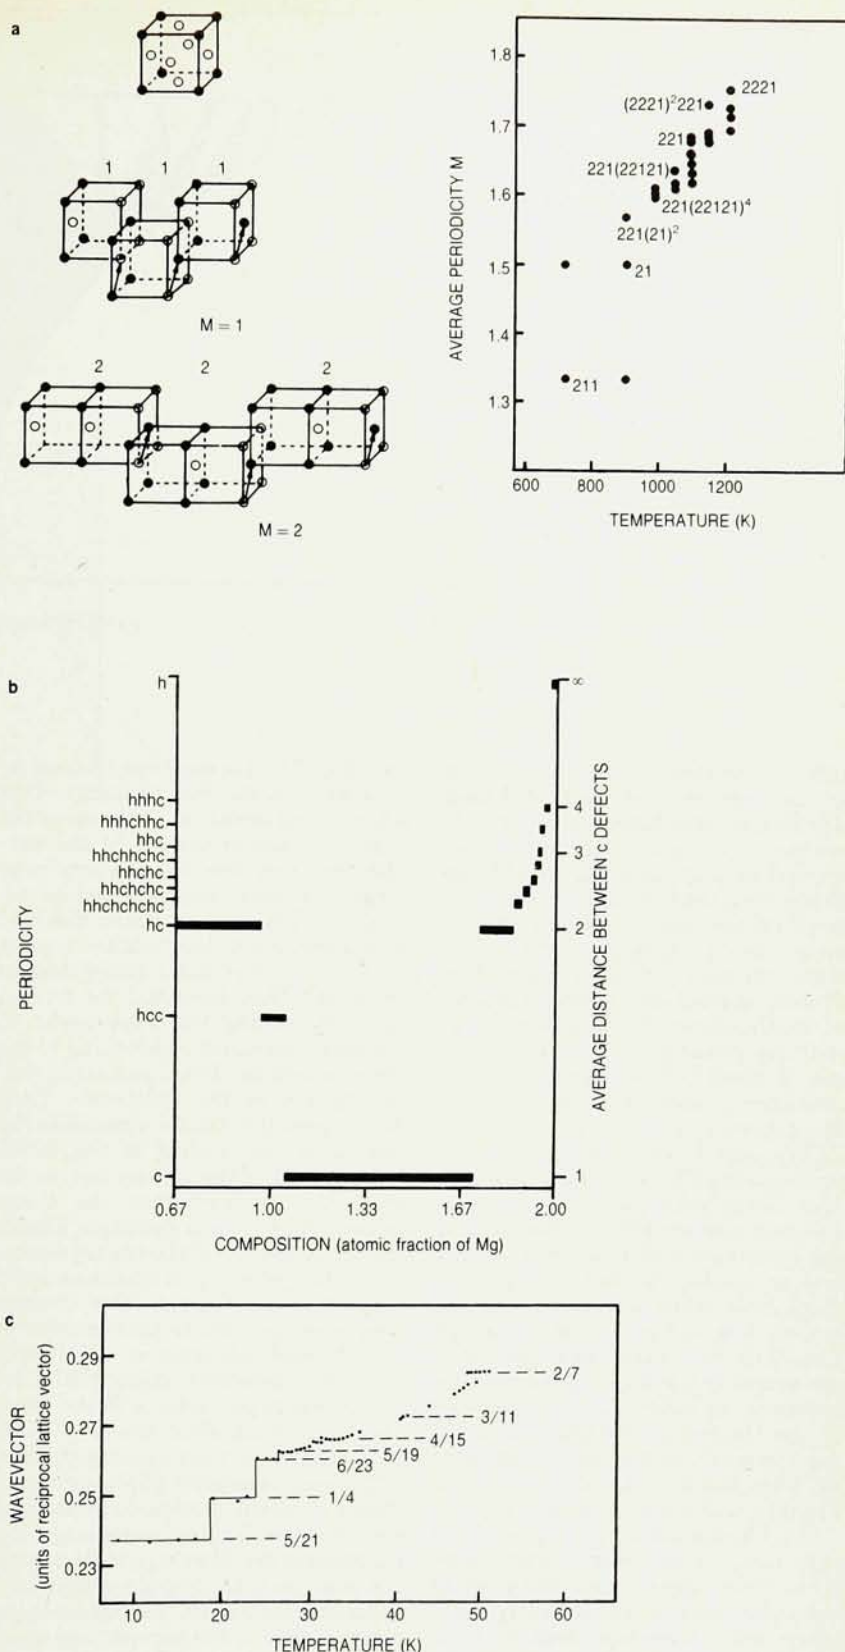 a
1 1 1
M = 1
2 2 2
M = 2
AVERAGE PERIODICITY M
1.8
1.7
1.6
1.5
1.4
1.3
2221
(2221)²221
221
221(22121)
221(22121)⁴
221(21)²
21
211
600 800 1000 1200
TEMPERATURE (K)
b
PERIODICITY
h
hhhc
hhhchhc
hhc
hhchhchc
hhchc
hhchchc
hhchchchc
hc
hcc
c
∞
4
3
2
1
AVERAGE DISTANCE BETWEEN c DEFECTS
0.67 1.00 1.33 1.67 2.00
COMPOSITION (atomic fraction of Mg)
c
WAVEVECTOR
(units of reciprocal lattice vector)
0.29
0.27
0.25
0.23
2/7
3/11
4/15
5/19
6/23
1/4
5/21
10 20 30 40 50 60
TEMPERATURE (K)